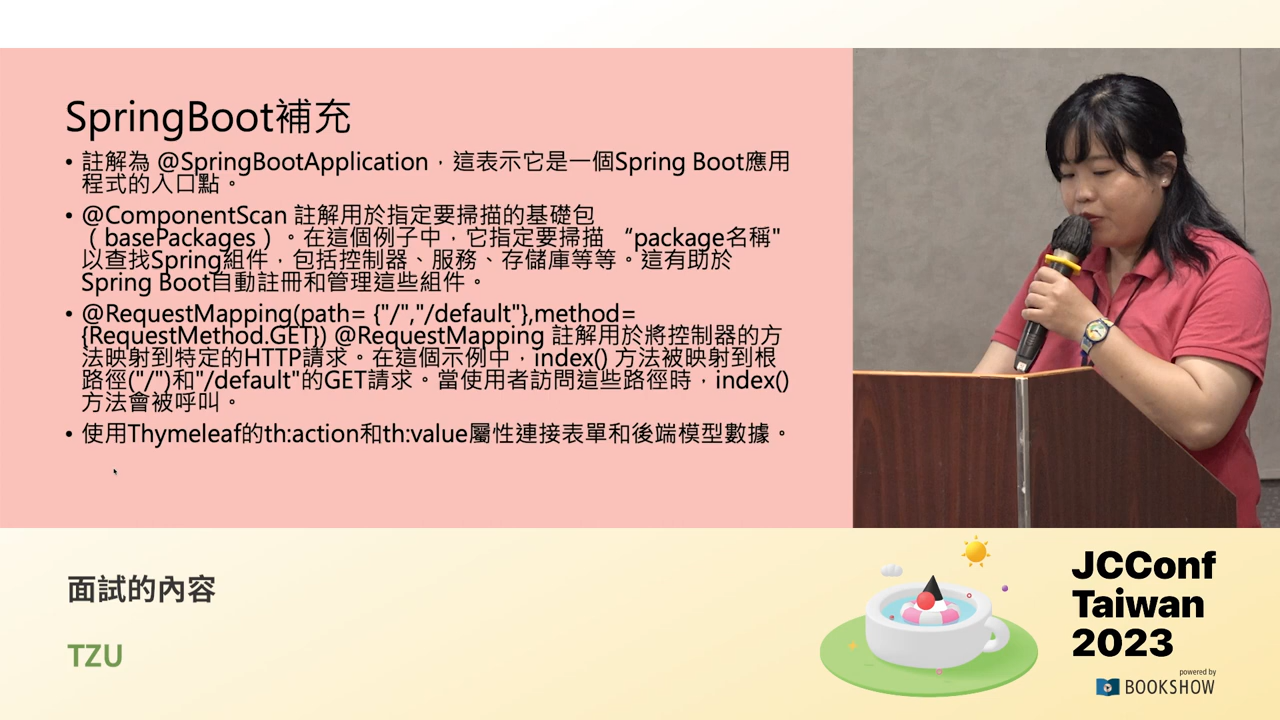 SpringBoot補充
• 註解為 @SpringBootApplication，這表示它是一個Spring Boot應用
程式的入口點。
• @ComponentScan 註解用於指定要掃描的基礎包
（basePackages）。在這個例子中，它指定要掃描 “package名稱"
以查找Spring組件，包括控制器、服務、存儲庫等等。這有助於
Spring Boot自動註冊和管理這些組件。
• @RequestMapping(path= {"/","/default"},method=
{RequestMethod.GET}) @RequestMapping 註解用於將控制器的方
法映射到特定的HTTP請求。在這個示例中，index() 方法被映射到根
路徑("/")和"/default"的GET請求。當使用者訪問這些路徑時，index()
方法會被呼叫。
• 使用Thymeleaf的th:action和th:value屬性連接表單和後端模型數據。
面試的內容
TZU
JCConf
Taiwan
2023
powered by
BOOKSHOW